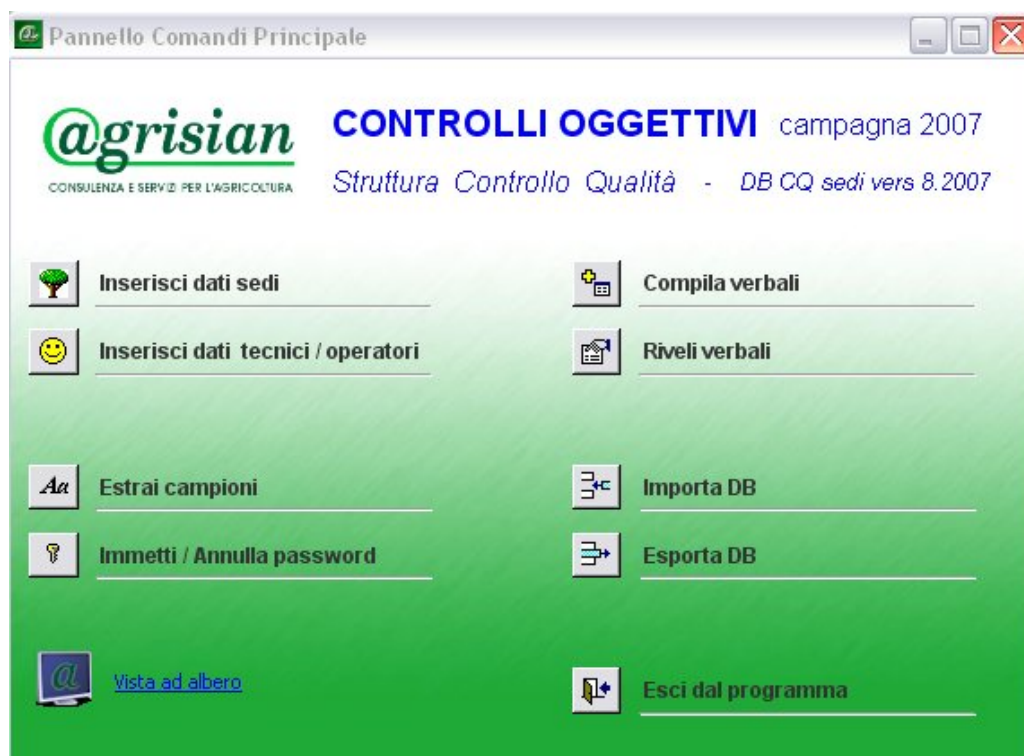 Pannello Comandi Principale
@grisian
CONSULENZA E SERVIZI PER L'AGRICOLTURA
CONTROLLI OGGETTIVI campagna 2007
Struttura Controllo Qualità - DB CQ sedi vers 8.2007
Inserisci dati sedi
Compila verbali
Inserisci dati tecnici / operatori
Riveli verbali
Aa Estrai campioni
Importa DB
Immetti / Annulla password
Esporta DB
@ Vista ad albero
Esci dal programma